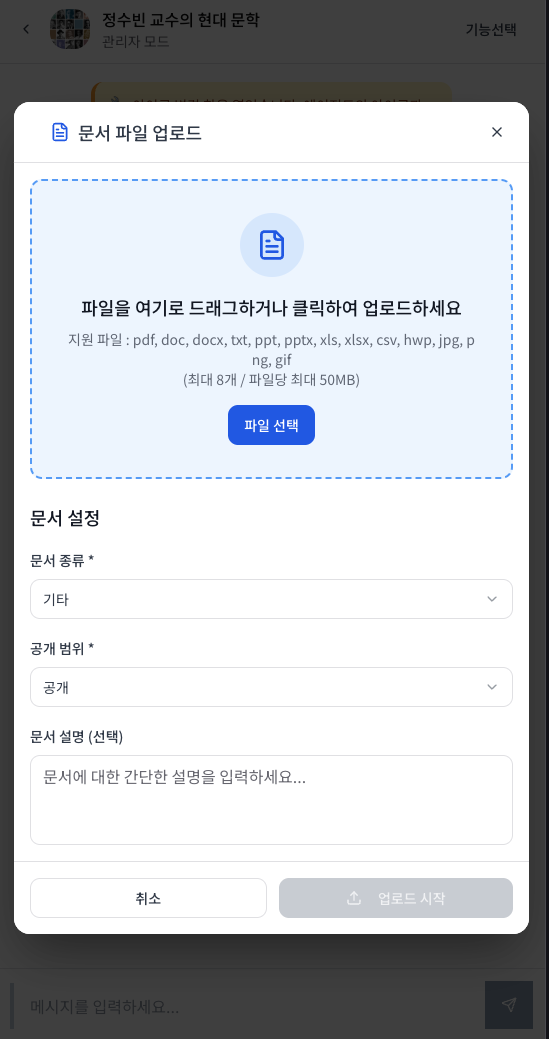 정수빈 교수의 현대 문학
관리자 모드
기능선택
문서 파일 업로드
파일을 여기로 드래그하거나 클릭하여 업로드하세요
지원 파일 : pdf, doc, docx, txt, ppt, pptx, xls, xlsx, csv, hwp, jpg, p
ng, gif
(최대 8개 / 파일당 최대 50MB)
파일 선택
문서 설정
문서 종류 *
기타
공개 범위 *
공개
문서 설명 (선택)
문서에 대한 간단한 설명을 입력하세요...
취소
업로드 시작
메시지를 입력하세요...